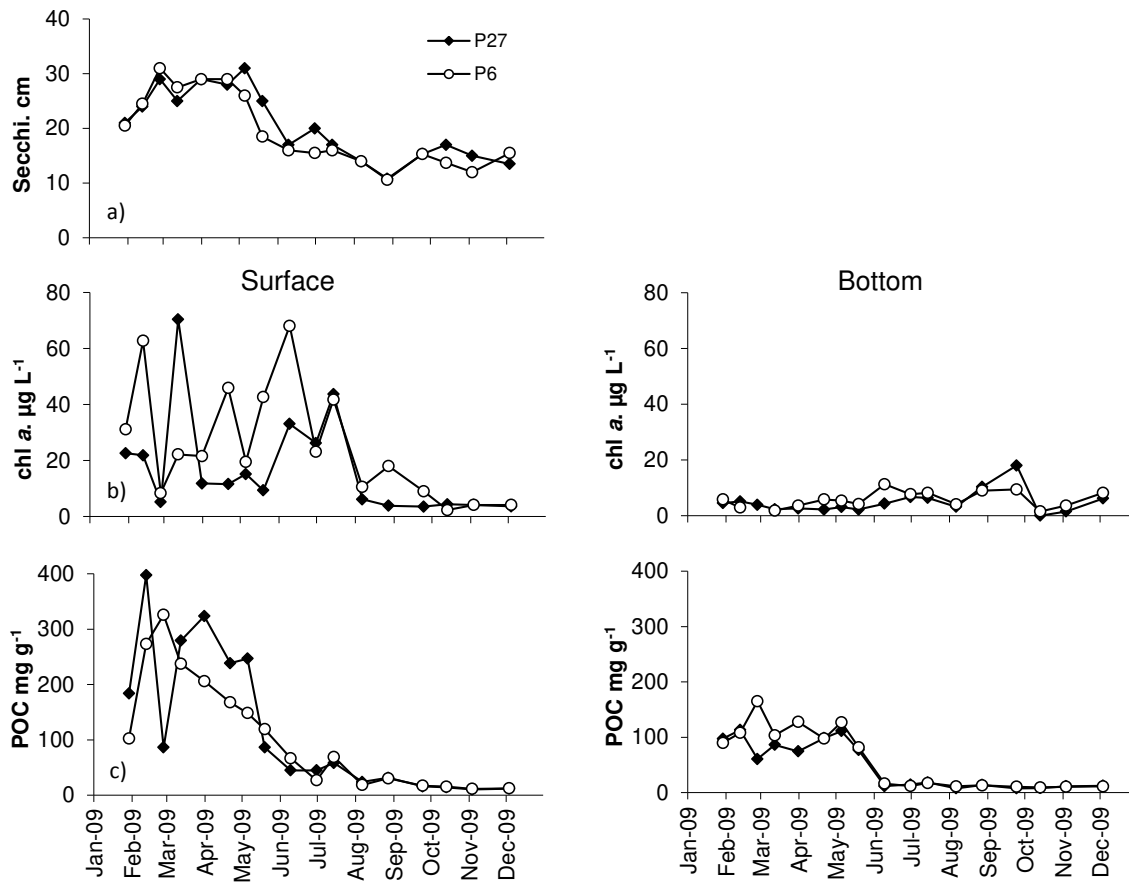 40
30
20
10
0
Secchi. cm
P27
P6
a)
Surface
80
60
40
20
0
chl a. µg L-1
b)
Bottom
80
60
40
20
0
chl a. µg L-1
400
300
200
100
0
POC mg g-1
c)
Jan-09
Feb-09
Mar-09
Apr-09
May-09
Jun-09
Jul-09
Aug-09
Sep-09
Oct-09
Dec-09
400
300
200
100
0
POC mg g-1
Jan-09
Feb-09
Mar-09
Apr-09
May-09
Jun-09
Jul-09
Aug-09
Sep-09
Oct-09
Nov-09
Dec-09